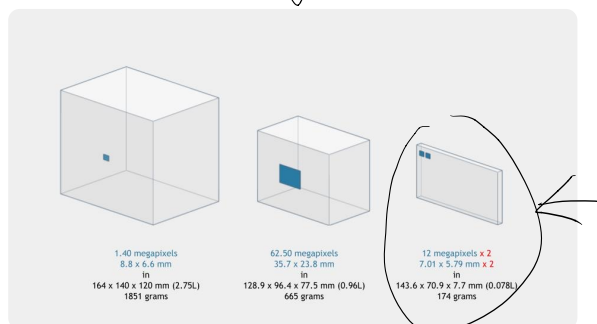 1.40 megapixels
8.8 x 6.6 mm
in
164 x 140 x 120 mm (2.75L)
1851 grams
62.50 megapixels
35.7 x 23.8 mm
in
128.9 x 96.4 x 77.5 mm (0.96L)
665 grams
12 megapixels x 2
7.01 x 5.79 mm x 2
in
143.6 x 70.9 x 7.7 mm (0.078L)
174 grams